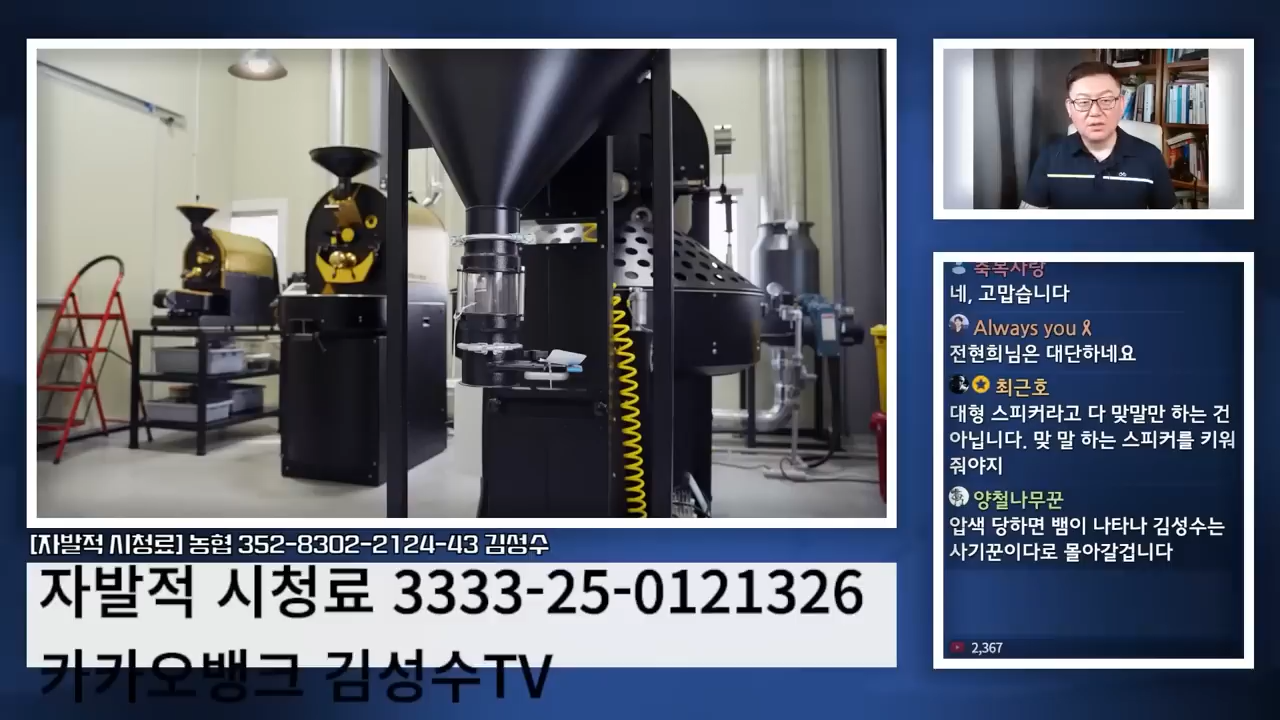 [자발적 시청료] 농협 352-8302-2124-43 김성수
자발적 시청료 3333-25-0121326
카카오뱅크 김성수TV
축복사랑
네, 고맙습니다
Always you 🎗
전현희님은 대단하네요
최근호
대형 스피커라고 다 맞말만 하는 건
아닙니다. 맞 말 하는 스피커를 키워
줘야지
양철나무꾼
압색 당하면 뱀이 나타나 김성수는
사기꾼이다로 몰아갈겁니다
2,367